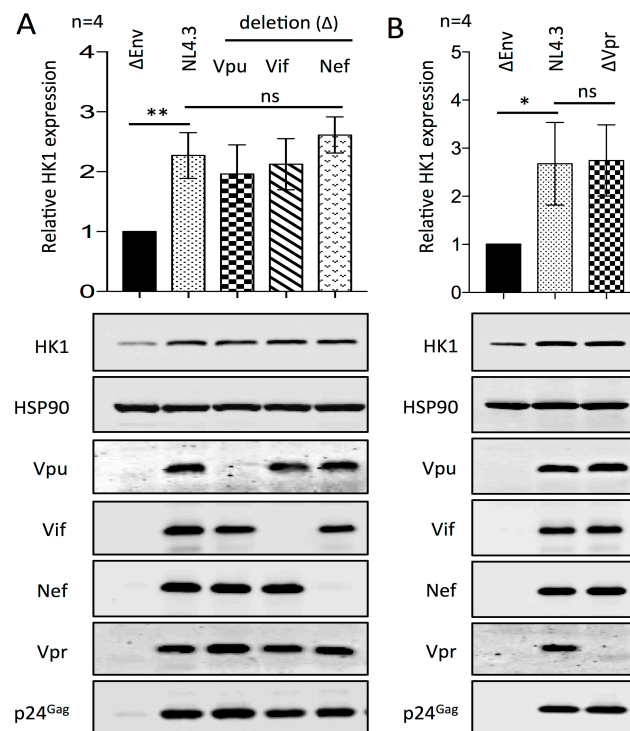 A
n=4
ΔEnv
NL4.3
deletion (Δ)
Vpu Vif Nef
**
ns
Relative HK1 expression
4
3
2
1
0
HK1
HSP90
Vpu
Vif
Nef
Vpr
p24Gag
B
n=4
ΔEnv
NL4.3
ΔVpr
*
ns
Relative HK1 expression
5
4
3
2
1
0
HK1
HSP90
Vpu
Vif
Nef
Vpr
p24Gag